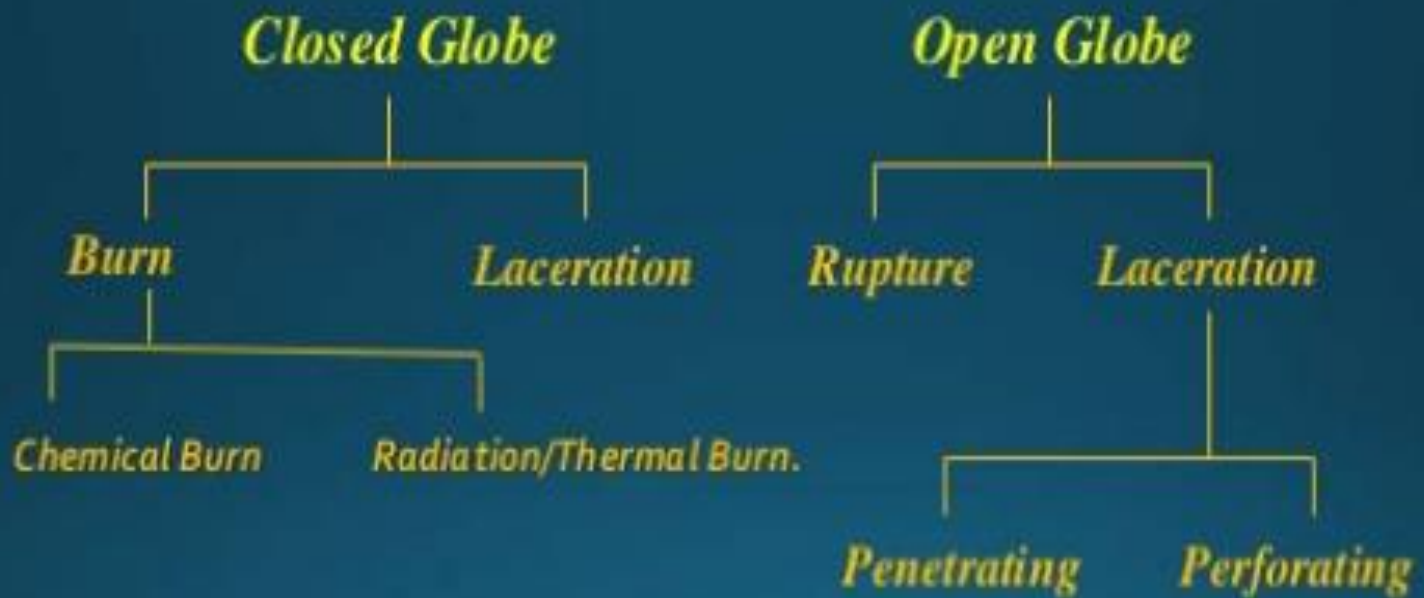 Closed Globe
Open Globe
Burn
Laceration
Rupture
Laceration
Chemical Burn
Radiation/Thermal Burn.
Penetrating
Perforating